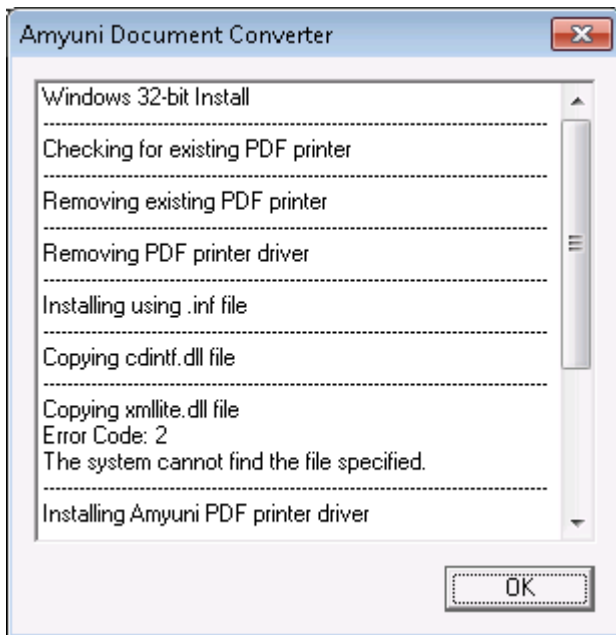 Amyuni Document Converter
Windows 32-bit Install
--------------------------------------------------------------------------------
Checking for existing PDF printer
--------------------------------------------------------------------------------
Removing existing PDF printer
--------------------------------------------------------------------------------
Removing PDF printer driver
--------------------------------------------------------------------------------
Installing using .inf file
--------------------------------------------------------------------------------
Copying cdintf.dll file
--------------------------------------------------------------------------------
Copying xmllite.dll file
Error Code: 2
The system cannot find the file specified.
--------------------------------------------------------------------------------
Installing Amyuni PDF printer driver
OK